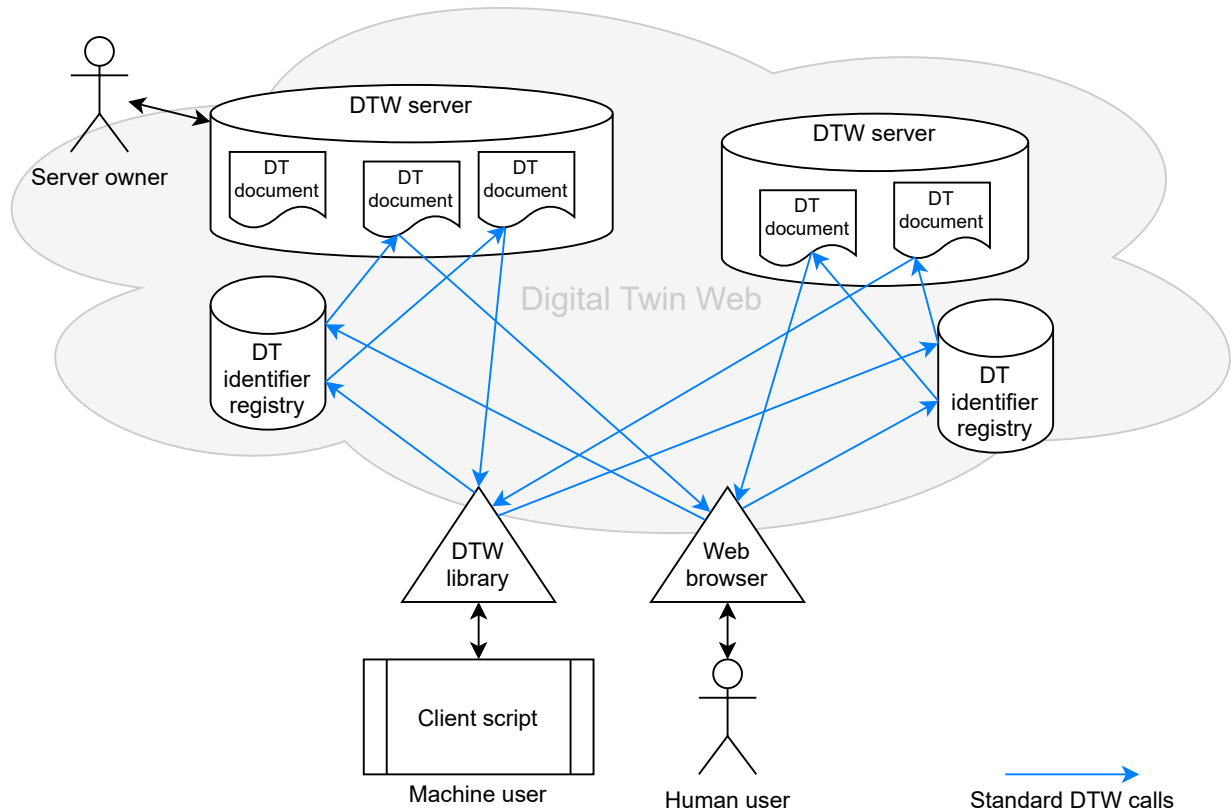 DTW server
DTW server
Server owner
DT
document
DT
document
DT
document
DT
document
DT
document
Digital Twin Web
DT
identifier
registry
DT
identifier
registry
DTW
library
Web
browser
Client script
Machine user
Human user
Standard DTW calls